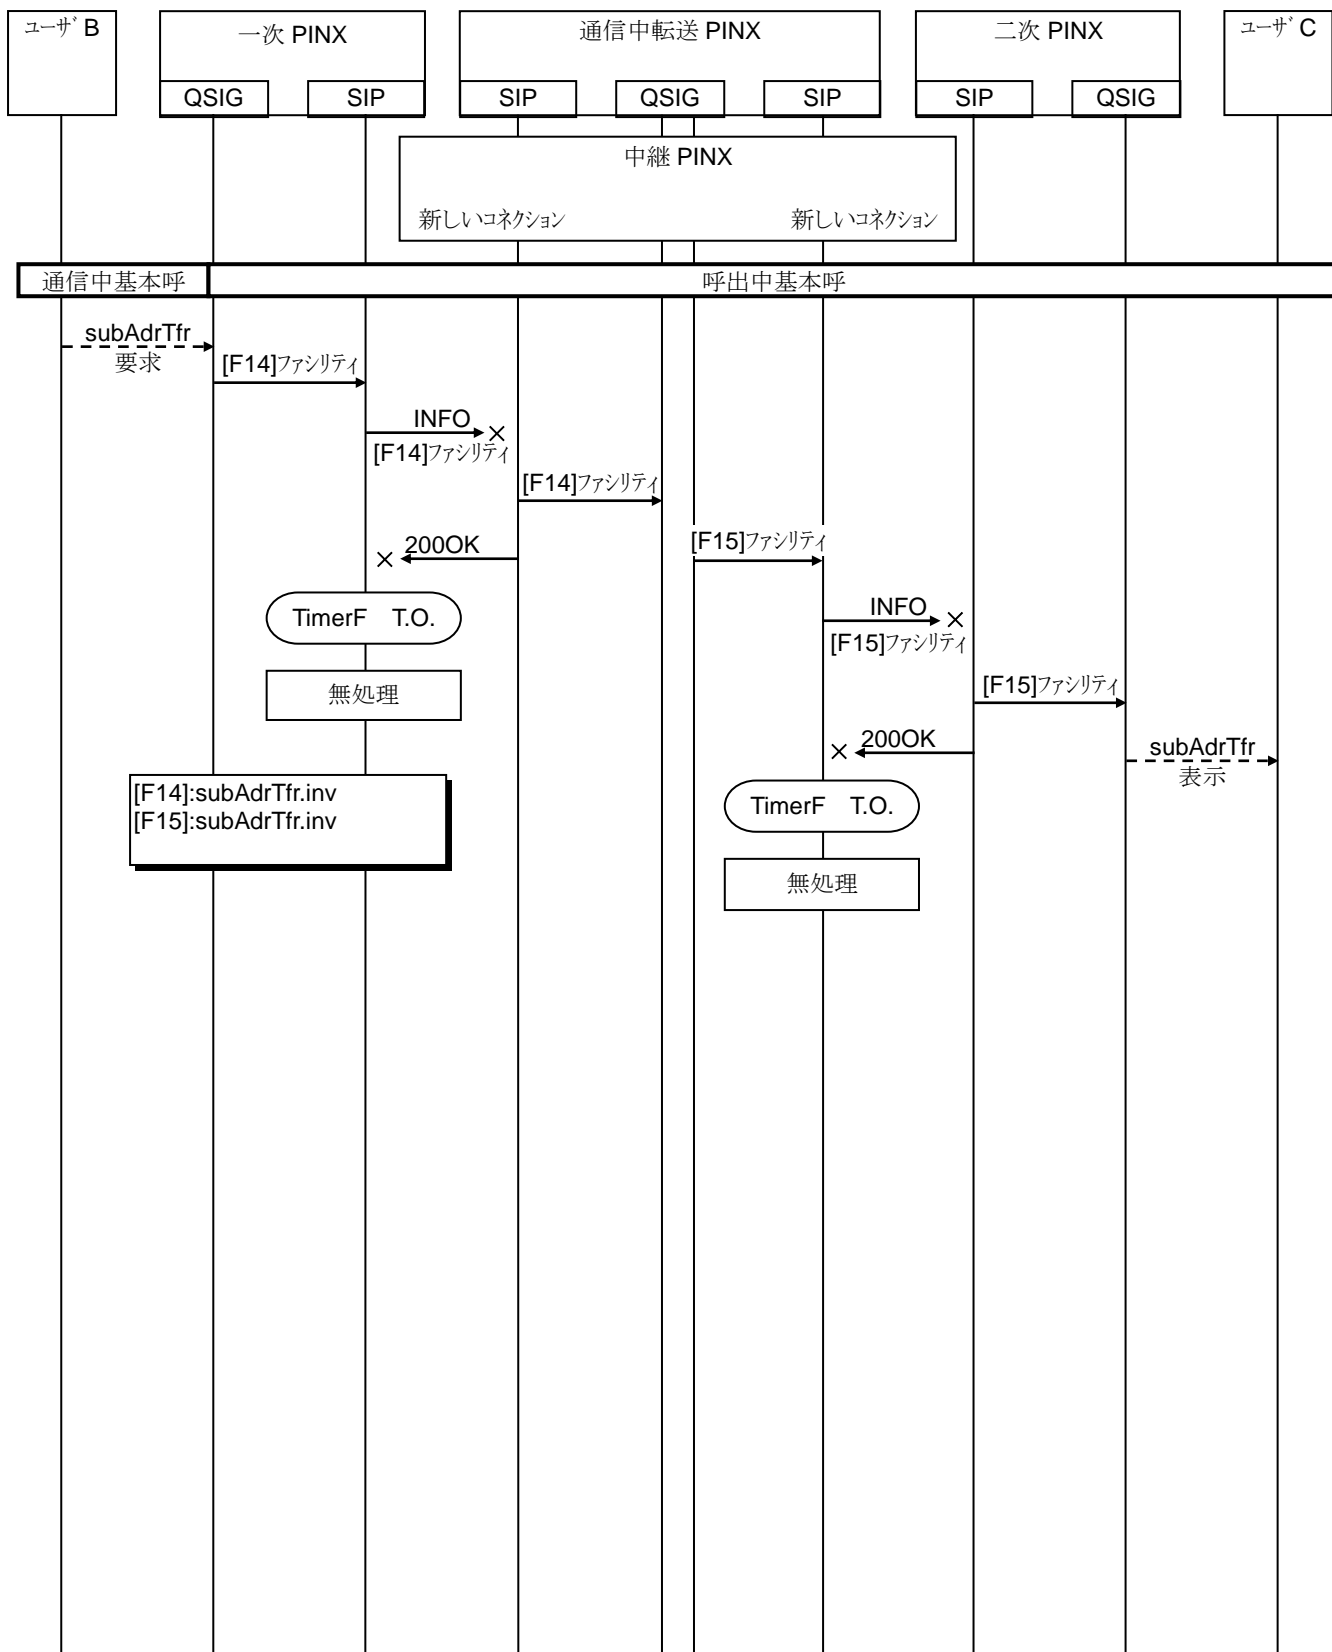 ユーザB
一次 PINX
通信中転送 PINX
二次 PINX
ユーザC
QSIG
SIP
SIP
QSIG
SIP
SIP
QSIG
中継 PINX
新しいコネクション
新しいコネクション
通信中基本呼
呼出中基本呼
subAdrTfr
要求
[F14]ファシリティ
INFO
×
[F14]ファシリティ
[F14]ファシリティ
× 200OK
[F15]ファシリティ
TimerF T.O.
INFO
×
[F15]ファシリティ
無処理
[F15]ファシリティ
× 200OK
subAdrTfr
表示
[F14]:subAdrTfr.inv
[F15]:subAdrTfr.inv
TimerF T.O.
無処理